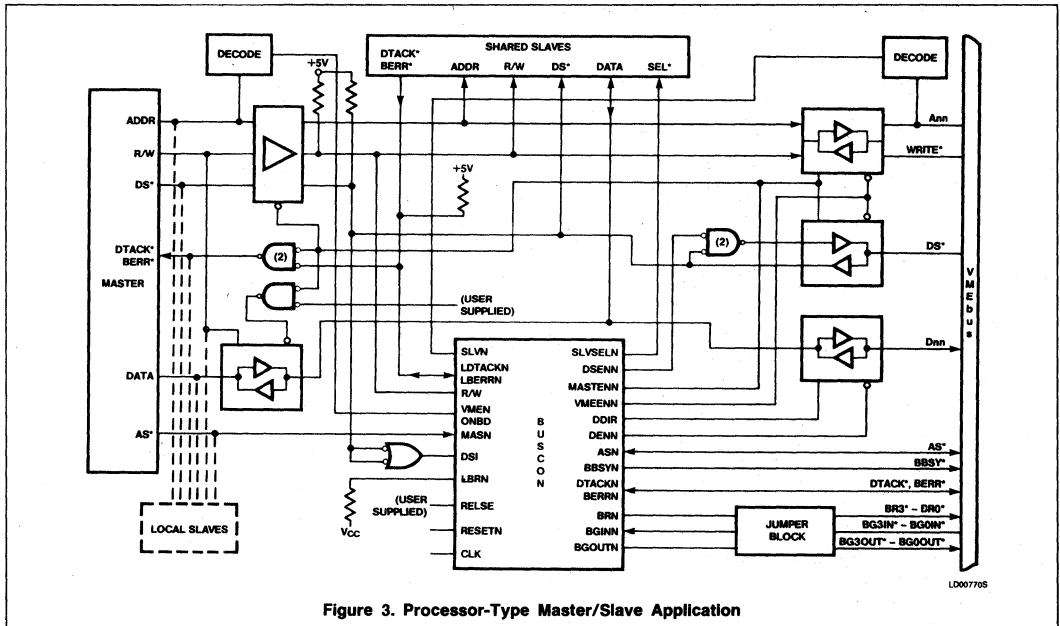 DECODE
+5V
DTACK*
BERR*
SHARED SLAVES
ADDR R/W DS* DATA SEL*
DECODE
MASTER
ADDR
R/W
DS*
DTACK*
BERR*
DATA
AS*
LOCAL SLAVES
+5V
(2)
(2)
(USER
SUPPLIED)
Ann
WRITE*
DS*
Dnn
VMEbus
SLVN
LDTACKN
LBERRN
R/W
VMEN
ONBD
MASN
DSI
LBRN
RELSE
RESETN
CLK
BUSCON
SLVSELN
DSENN
MASTENN
VMEENN
DDIR
DENN
ASN
BBSYN
DTACKN
BERRN
BRN
BGINN
BGOUTN
(USER
SUPPLIED)
VCC
JUMPER
BLOCK
AS*
BBSY*
DTACK*, BERR*
BR3* – DR0*
BG3IN* – BG0IN*
BG3OUT* – BG0OUT*
LD00770S
Figure 3. Processor-Type Master/Slave Application